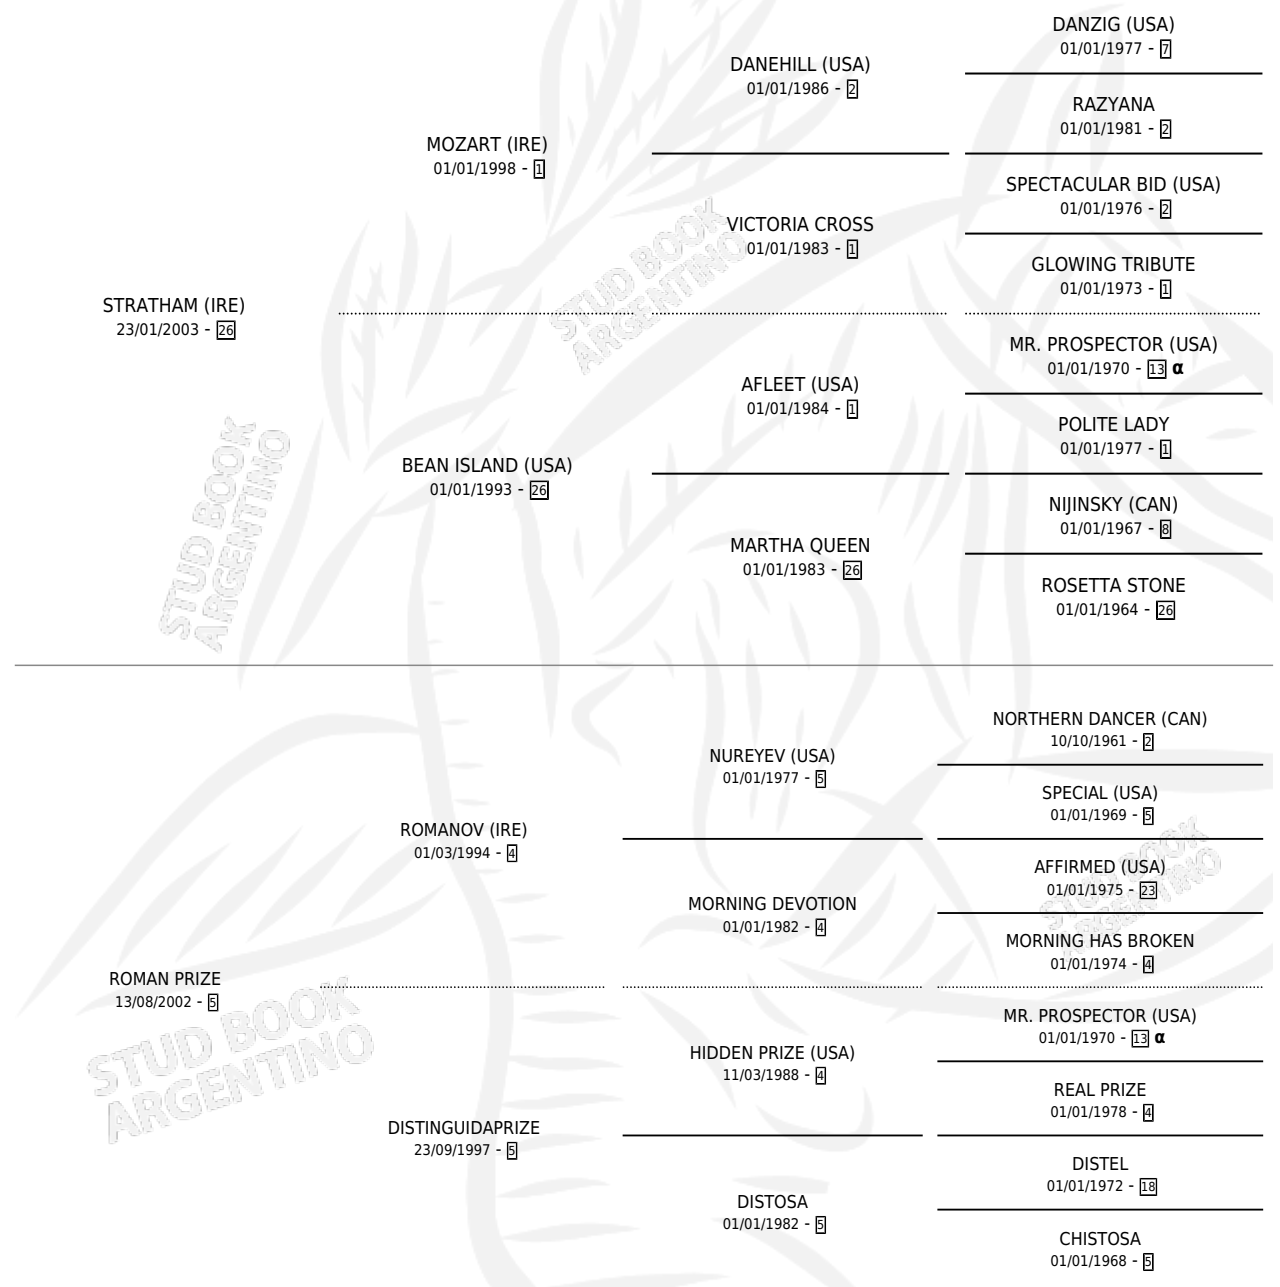 DANZIG (USA)
01/01/1977 - 7
DANEHILL (USA)
01/01/1986 - 2
RAZYANA
01/01/1981 - 2
MOZART (IRE)
01/01/1998 - 1
SPECTACULAR BID (USA)
01/01/1976 - 2
VICTORIA CROSS
01/01/1983 - 1
GLOWING TRIBUTE
01/01/1973 - 1
STRATHAM (IRE)
23/01/2003 - 26
MR. PROSPECTOR (USA)
01/01/1970 - 13 α
AFLEET (USA)
01/01/1984 - 1
POLITE LADY
01/01/1977 - 1
BEAN ISLAND (USA)
01/01/1993 - 26
NIJINSKY (CAN)
01/01/1967 - 8
MARTHA QUEEN
01/01/1983 - 26
ROSETTA STONE
01/01/1964 - 26
STUD BOOK
ARGENTINO
STUD BOOK
ARGENTINO
NORTHERN DANCER (CAN)
10/10/1961 - 2
NUREYEV (USA)
01/01/1977 - 5
SPECIAL (USA)
01/01/1969 - 5
ROMANOV (IRE)
01/03/1994 - 4
AFFIRMED (USA)
01/01/1975 - 23
MORNING DEVOTION
01/01/1982 - 4
MORNING HAS BROKEN
01/01/1974 - 4
ROMAN PRIZE
13/08/2002 - 5
MR. PROSPECTOR (USA)
01/01/1970 - 13 α
HIDDEN PRIZE (USA)
11/03/1988 - 4
REAL PRIZE
01/01/1978 - 4
DISTINGUIDAPRIZE
23/09/1997 - 5
DISTEL
01/01/1972 - 18
DISTOSA
01/01/1982 - 5
CHISTOSA
01/01/1968 - 5
STUD BOOK
ARGENTINO
STUD BOOK
ARGENTINO